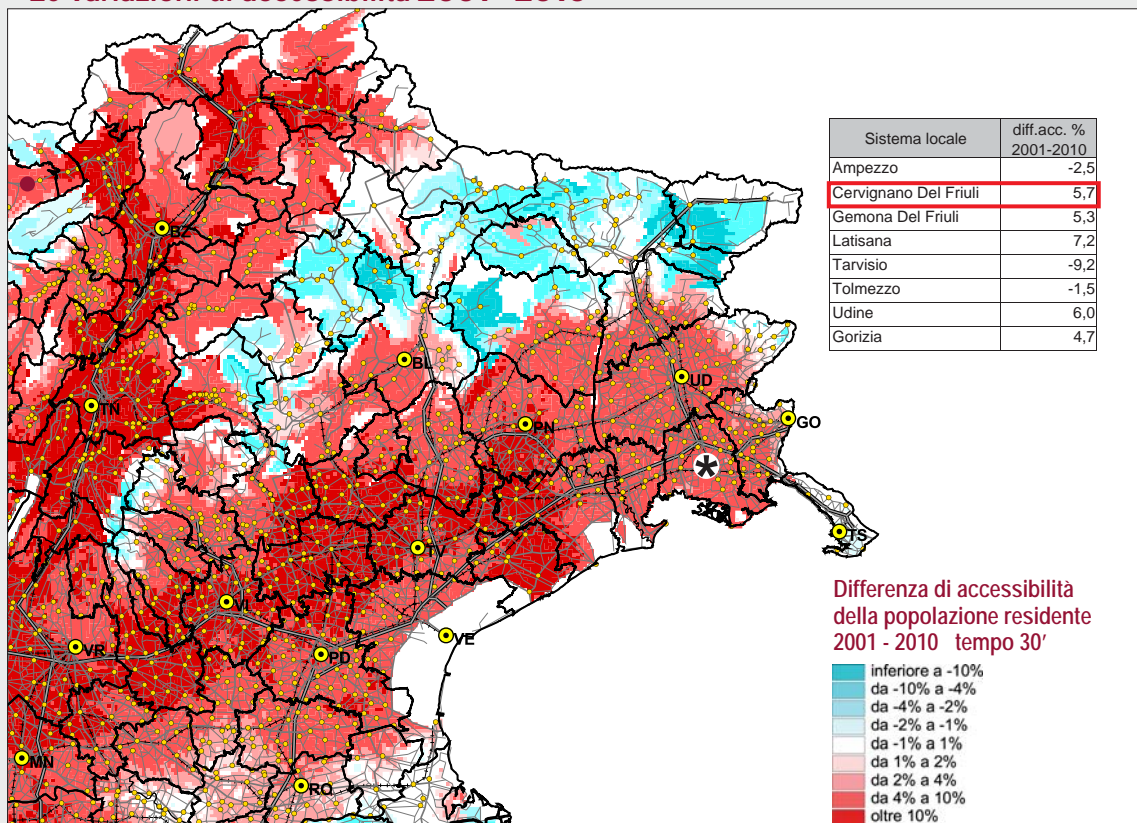 Sistema locale
diff.acc. %
2001-2010
Ampezzo -2,5
Cervignano Del Friuli 5,7
Gemona Del Friuli 5,3
Latisana 7,2
Tarvisio -9,2
Tolmezzo -1,5
Udine 6,0
Gorizia 4,7
BZ
BL
UD
TN
PN
GO
TS
VI
VE
VR
PD
MN
RO
Differenza di accessibilità
della popolazione residente
2001 - 2010 tempo 30'
inferiore a -10%
da -10% a -4%
da -4% a -2%
da -2% a -1%
da -1% a 1%
da 1% a 2%
da 2% a 4%
da 4% a 10%
oltre 10%